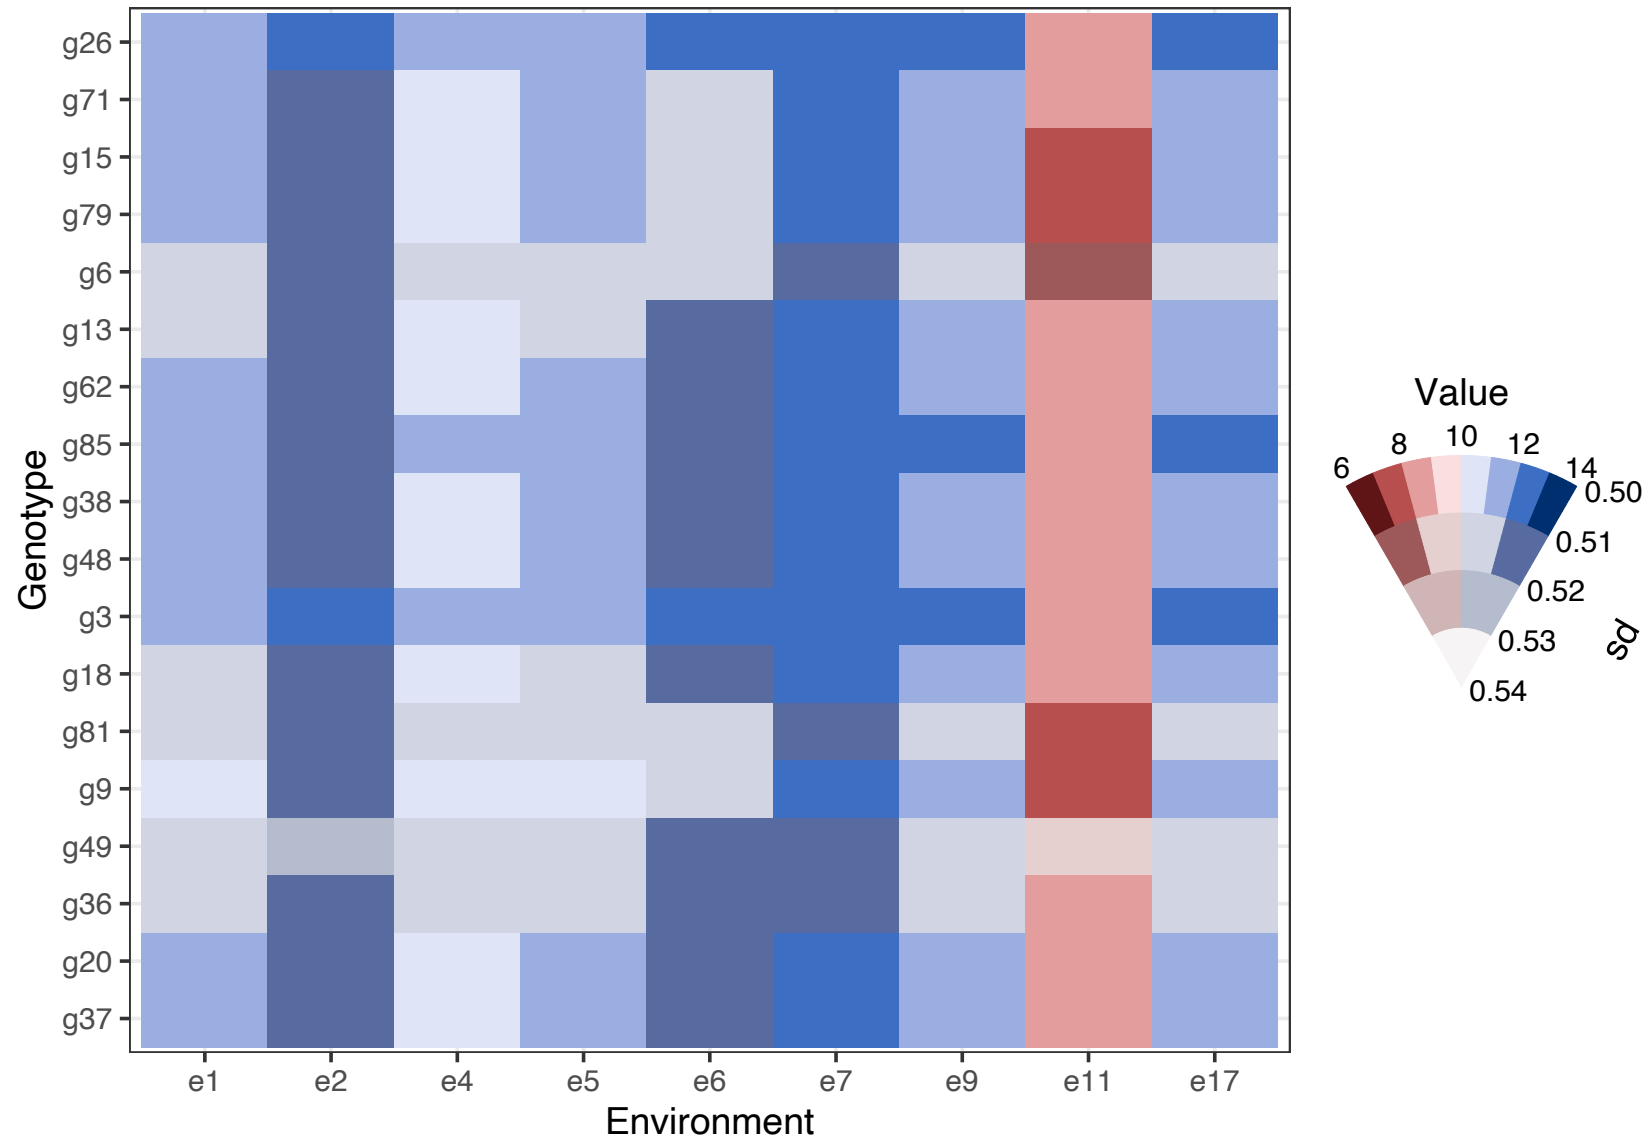 Genotype
g26
g71
g15
g79
g6
g13
g62
g85
g38
g48
g3
g18
g81
g9
g49
g36
g20
g37
e1 e2 e4 e5 e6 e7 e9 e11 e17
Environment
Value
6 8 10 12 14
0.50
0.51
0.52
0.53
0.54
sd